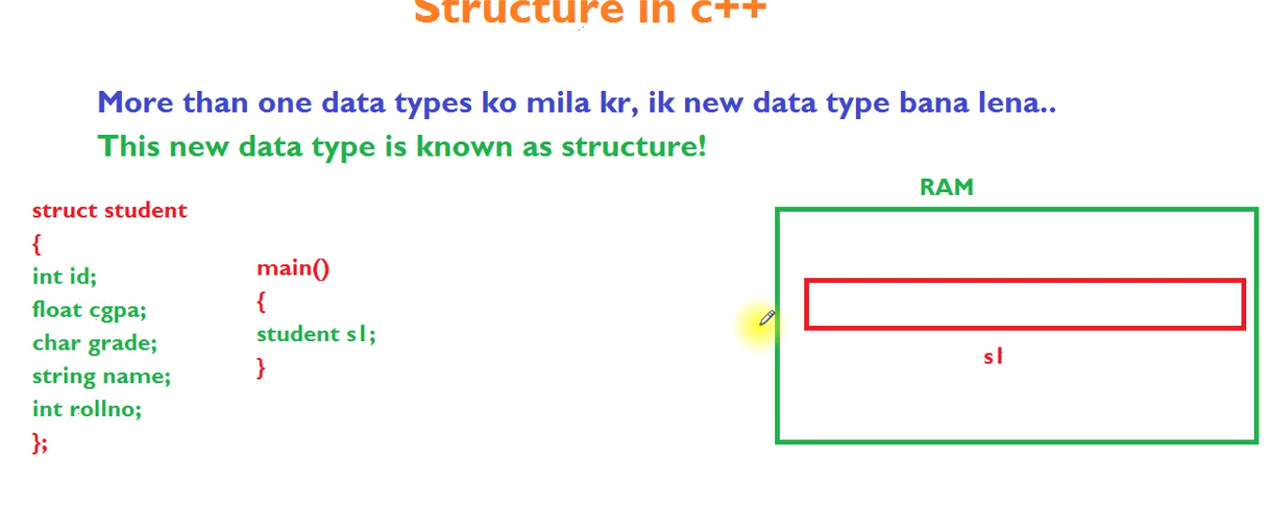 Structure in c++
More than one data types ko mila kr, ik new data type bana lena..
This new data type is known as structure!
struct student
{
int id;
float cgpa;
char grade;
string name;
int rollno;
};
main()
{
student s1;
}
RAM
s1